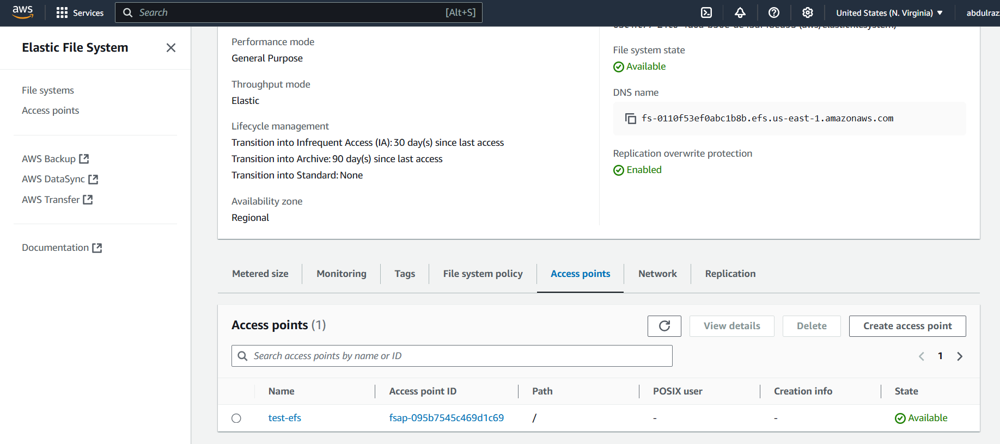 aws
Services
Search
[Alt+S]
United States (N. Virginia)
abdulraz
Elastic File System
File systems
Access points
AWS Backup
AWS DataSync
AWS Transfer
Documentation
Performance mode
General Purpose
Throughput mode
Elastic
Lifecycle management
Transition into Infrequent Access (IA): 30 day(s) since last access
Transition into Archive: 90 day(s) since last access
Transition into Standard: None
Availability zone
Regional
(aws/elasticfilesystem)
File system state
Available
DNS name
fs-0110f53ef0abc1b8b.efs.us-east-1.amazonaws.com
Replication overwrite protection
Enabled
Metered size
Monitoring
Tags
File system policy
Access points
Network
Replication
Access points (1)
View details
Delete
Create access point
Search access points by name or ID
1
Name
Access point ID
Path
POSIX user
Creation info
State
test-efs
fsap-095b7545c469d1c69
/
-
-
Available